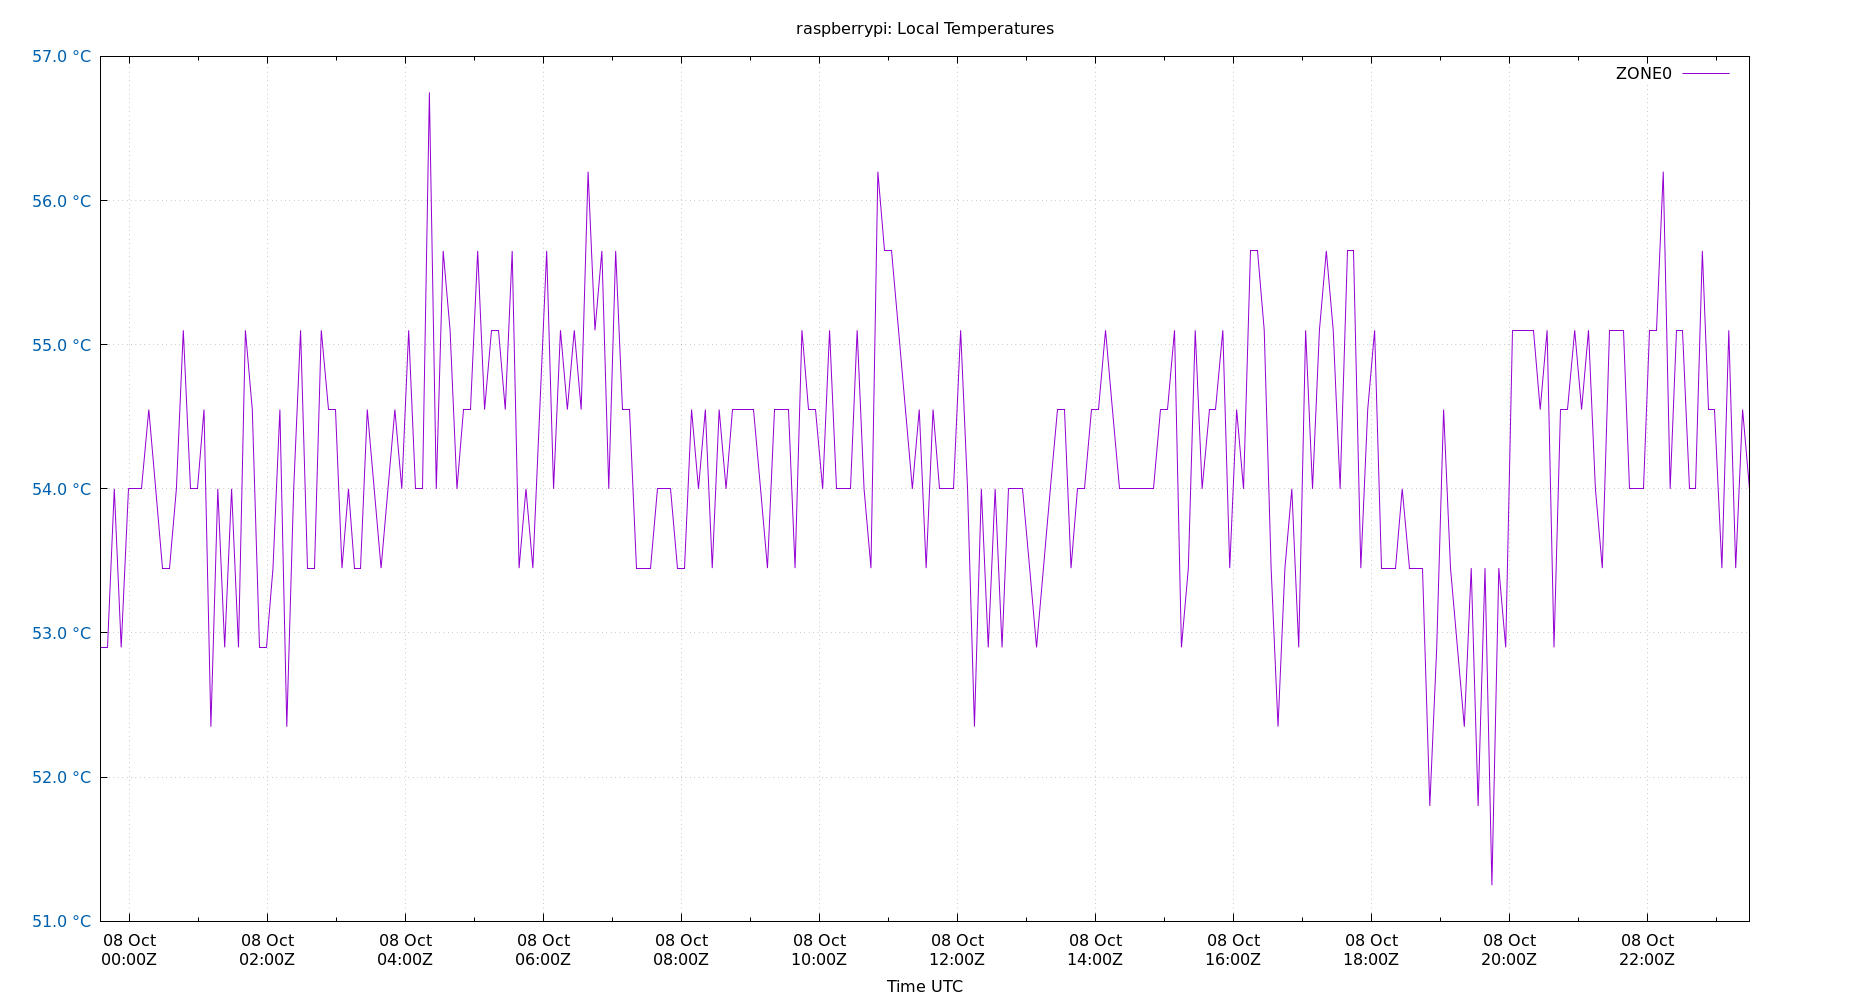 raspberrypi: Local Temperatures
57.0 °C
ZONE0
56.0 °C
55.0 °C
54.0 °C
53.0 °C
52.0 °C
51.0 °C
08 Oct 08 Oct 08 Oct 08 Oct 08 Oct 08 Oct 08 Oct 08 Oct 08 Oct 08 Oct 08 Oct 08 Oct
00:00Z 02:00Z 04:00Z 06:00Z 08:00Z 10:00Z 12:00Z 14:00Z 16:00Z 18:00Z 20:00Z 22:00Z
Time UTC